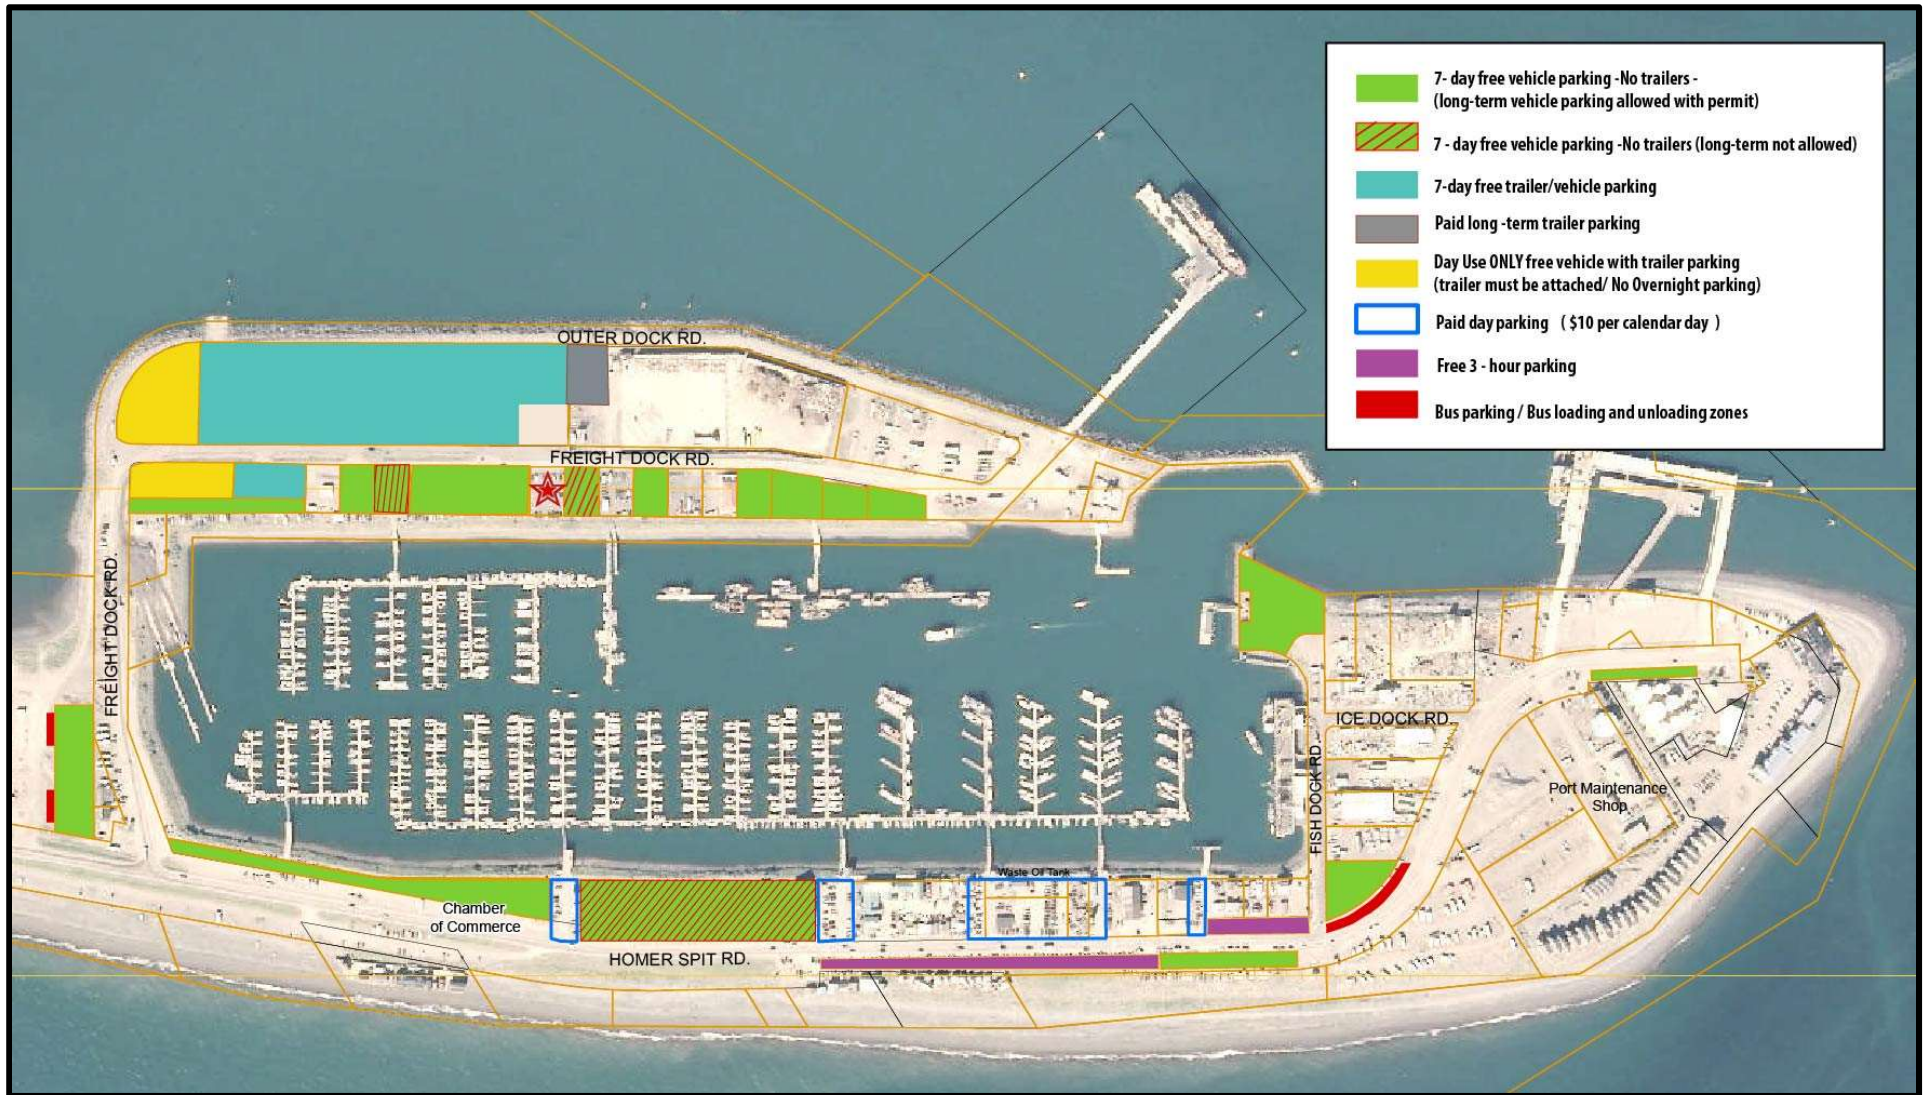 7- day free vehicle parking -No trailers -
(long-term vehicle parking allowed with permit)
7 - day free vehicle parking -No trailers (long-term not allowed)
7-day free trailer/vehicle parking
Paid long -term trailer parking
Day Use ONLY free vehicle with trailer parking
(trailer must be attached/ No Overnight parking)
Paid day parking ( $10 per calendar day )
Free 3 - hour parking
Bus parking / Bus loading and unloading zones
OUTER DOCK RD.
FREIGHT DOCK RD.
FREIGHT DOCK RD.
ICE DOCK RD.
FISH DOCK RD.
Port Maintenance
Shop
Waste Oil Tank
Chamber
of Commerce
HOMER SPIT RD.